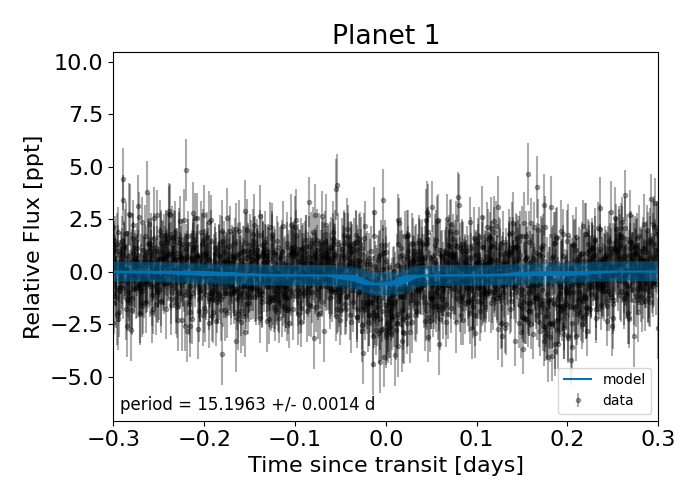 Planet 1
10.0
7.5
5.0
2.5
0.0
−2.5
−5.0
Relative Flux [ppt]
period = 15.1963 +/- 0.0014 d
model
data
−0.3 −0.2 −0.1 0.0 0.1 0.2 0.3
Time since transit [days]